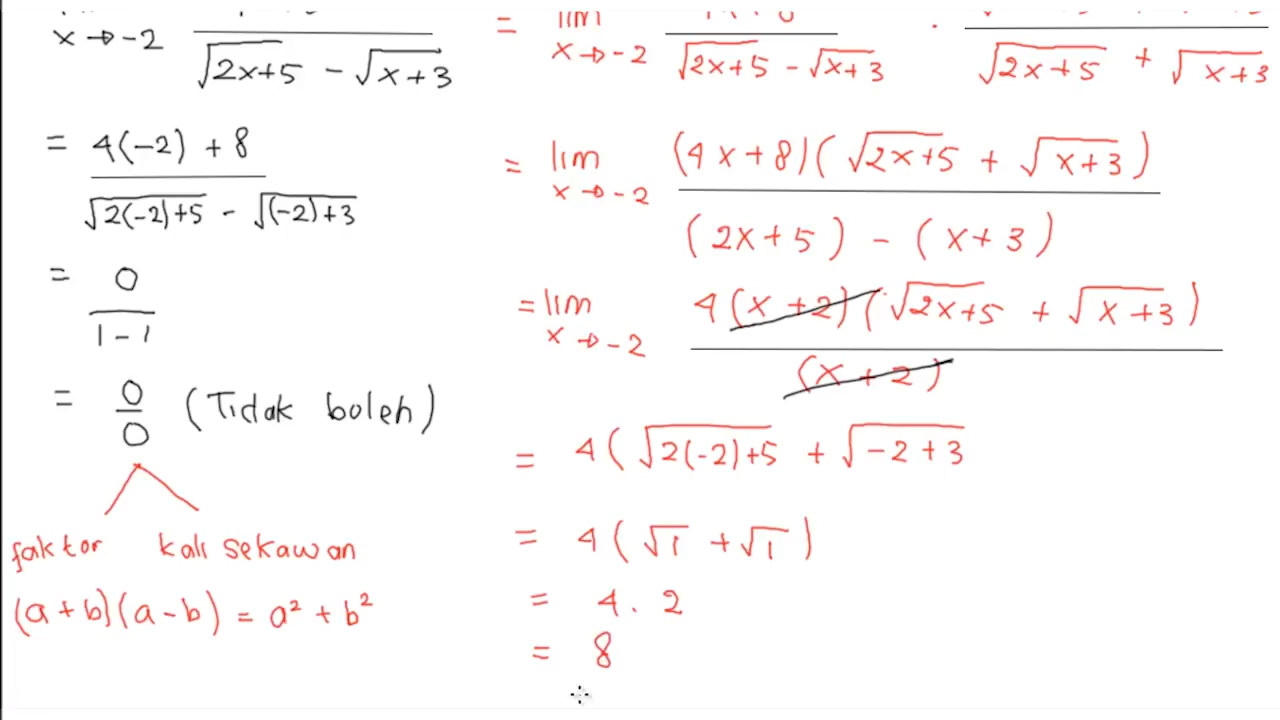 x → -2 √(2x+5) - √(x+3)
= 4(-2) + 8 / √(2(-2)+5) - √((-2)+3)
= 0 / 1 - 1
= 0 / 0 (Tidak boleh)
faktor kali sekawan
(a + b)(a - b) = a² + b²
= lim x → -2 / √(2x+5) - √(x+3) · / √(2x+5) + √(x+3)
= lim x → -2 (4x+8)(√(2x+5) + √(x+3)) / (2x+5) - (x+3)
= lim x → -2 4(x+2)(√(2x+5) + √(x+3)) / (x+2)
= 4(√(2(-2)+5) + √(-2+3)
= 4(√1 + √1)
= 4 . 2
= 8